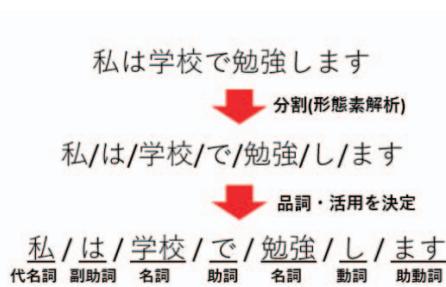 私は学校で勉強します
分割(形態素解析)
私/は/学校/で/勉強/し/ます
品詞・活用を決定
私/は/学校/で/勉強/し/ます
代名詞 副助詞 名詞 助詞 名詞 動詞 助動詞